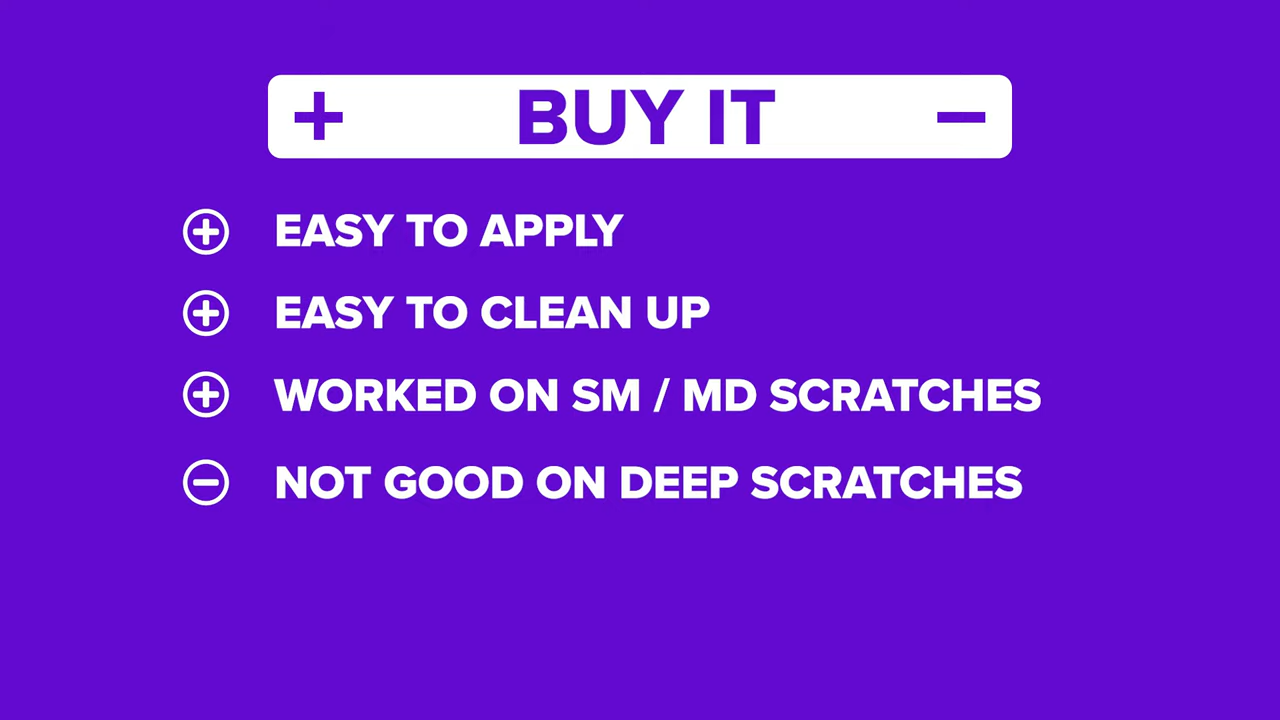 + BUY IT −
EASY TO APPLY
EASY TO CLEAN UP
WORKED ON SM / MD SCRATCHES
NOT GOOD ON DEEP SCRATCHES